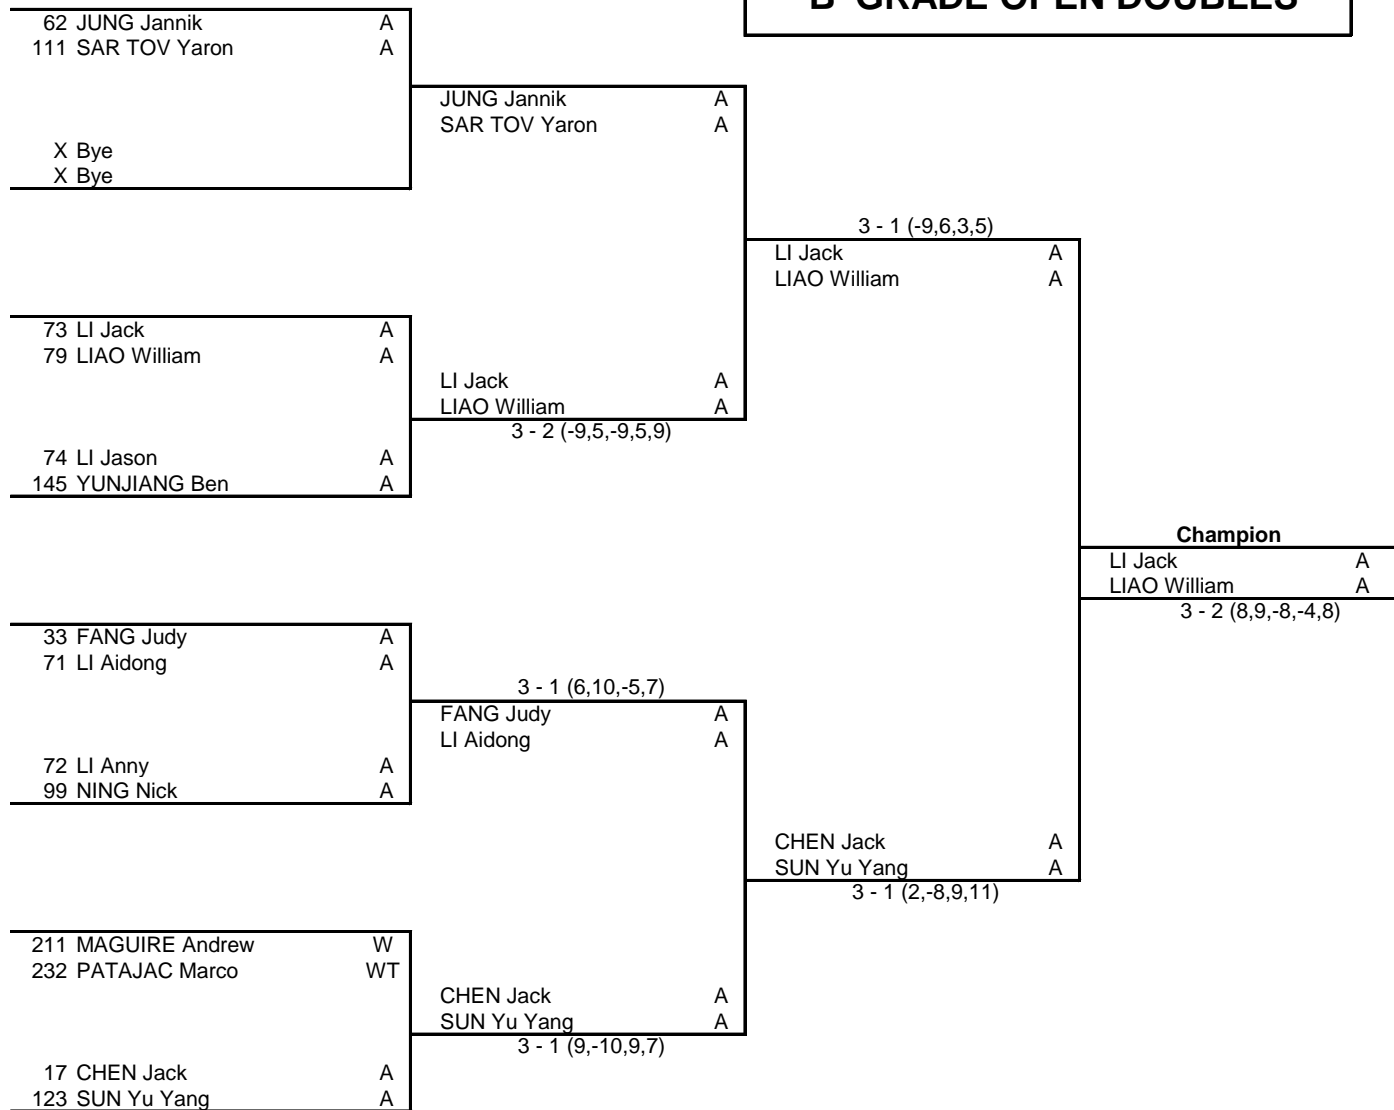 B GRADE OPEN DOUBLES
62 JUNG Jannik A
111 SAR TOV Yaron A
JUNG Jannik A
SAR TOV Yaron A
X Bye
X Bye
3 - 1 (-9,6,3,5)
LI Jack A
LIAO William A
73 LI Jack A
79 LIAO William A
LI Jack A
LIAO William A
3 - 2 (-9,5,-9,5,9)
74 LI Jason A
145 YUNJIANG Ben A
Champion
LI Jack A
LIAO William A
3 - 2 (8,9,-8,-4,8)
33 FANG Judy A
71 LI Aidong A
3 - 1 (6,10,-5,7)
FANG Judy A
LI Aidong A
72 LI Anny A
99 NING Nick A
CHEN Jack A
SUN Yu Yang A
3 - 1 (2,-8,9,11)
211 MAGUIRE Andrew W
232 PATAJAC Marco WT
CHEN Jack A
SUN Yu Yang A
3 - 1 (9,-10,9,7)
17 CHEN Jack A
123 SUN Yu Yang A